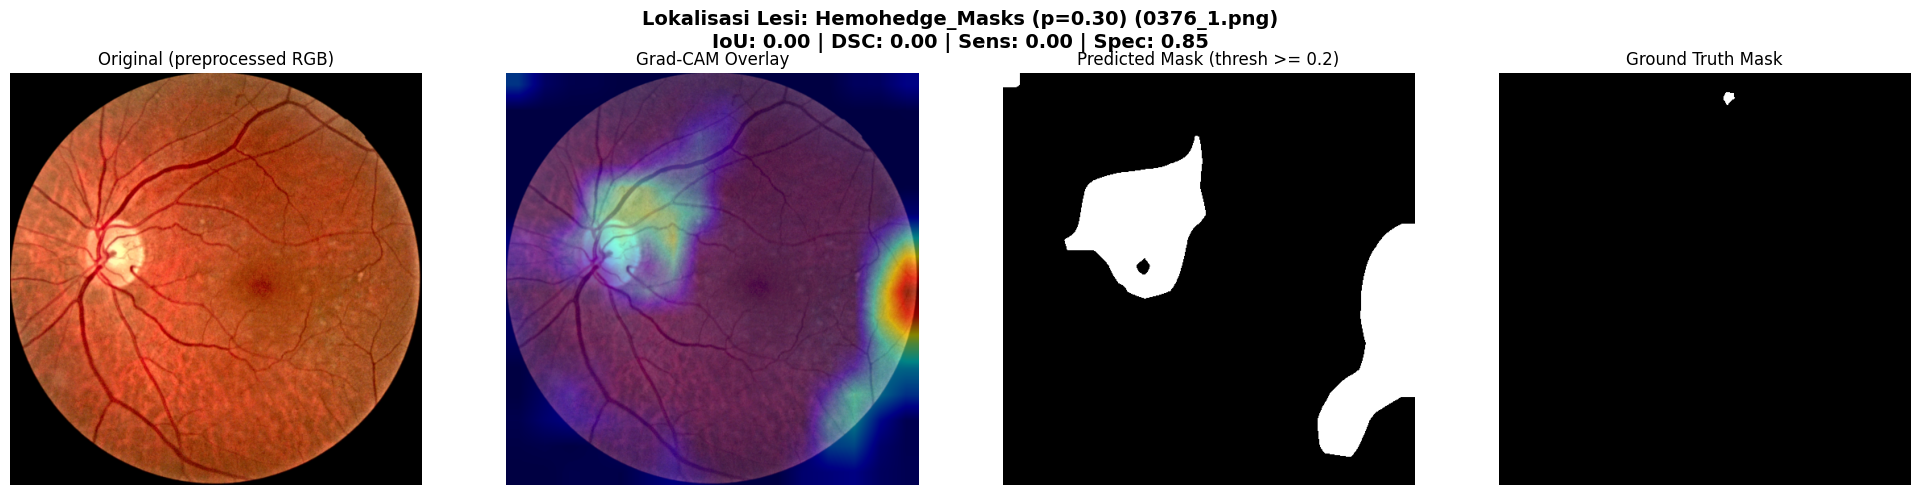 Lokalisasi Lesi: Hemohedge_Masks (p=0.30) (0376_1.png)
IoU: 0.00 | DSC: 0.00 | Sens: 0.00 | Spec: 0.85
Original (preprocessed RGB)
Grad-CAM Overlay
Predicted Mask (thresh >= 0.2)
Ground Truth Mask